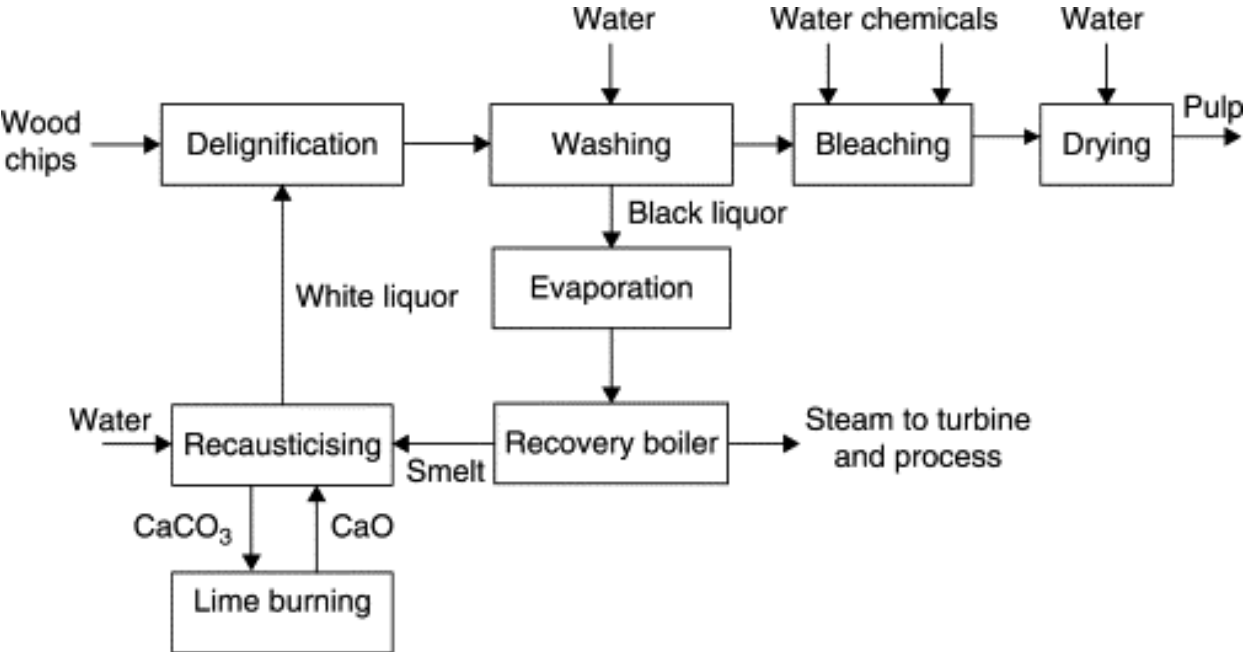 Water
Water chemicals
Water
Wood
chips
Delignification
Washing
Bleaching
Drying
Pulp
Black liquor
White liquor
Evaporation
Water
Recausticising
Smelt
Recovery boiler
Steam to turbine
and process
CaCO₃
CaO
Lime burning